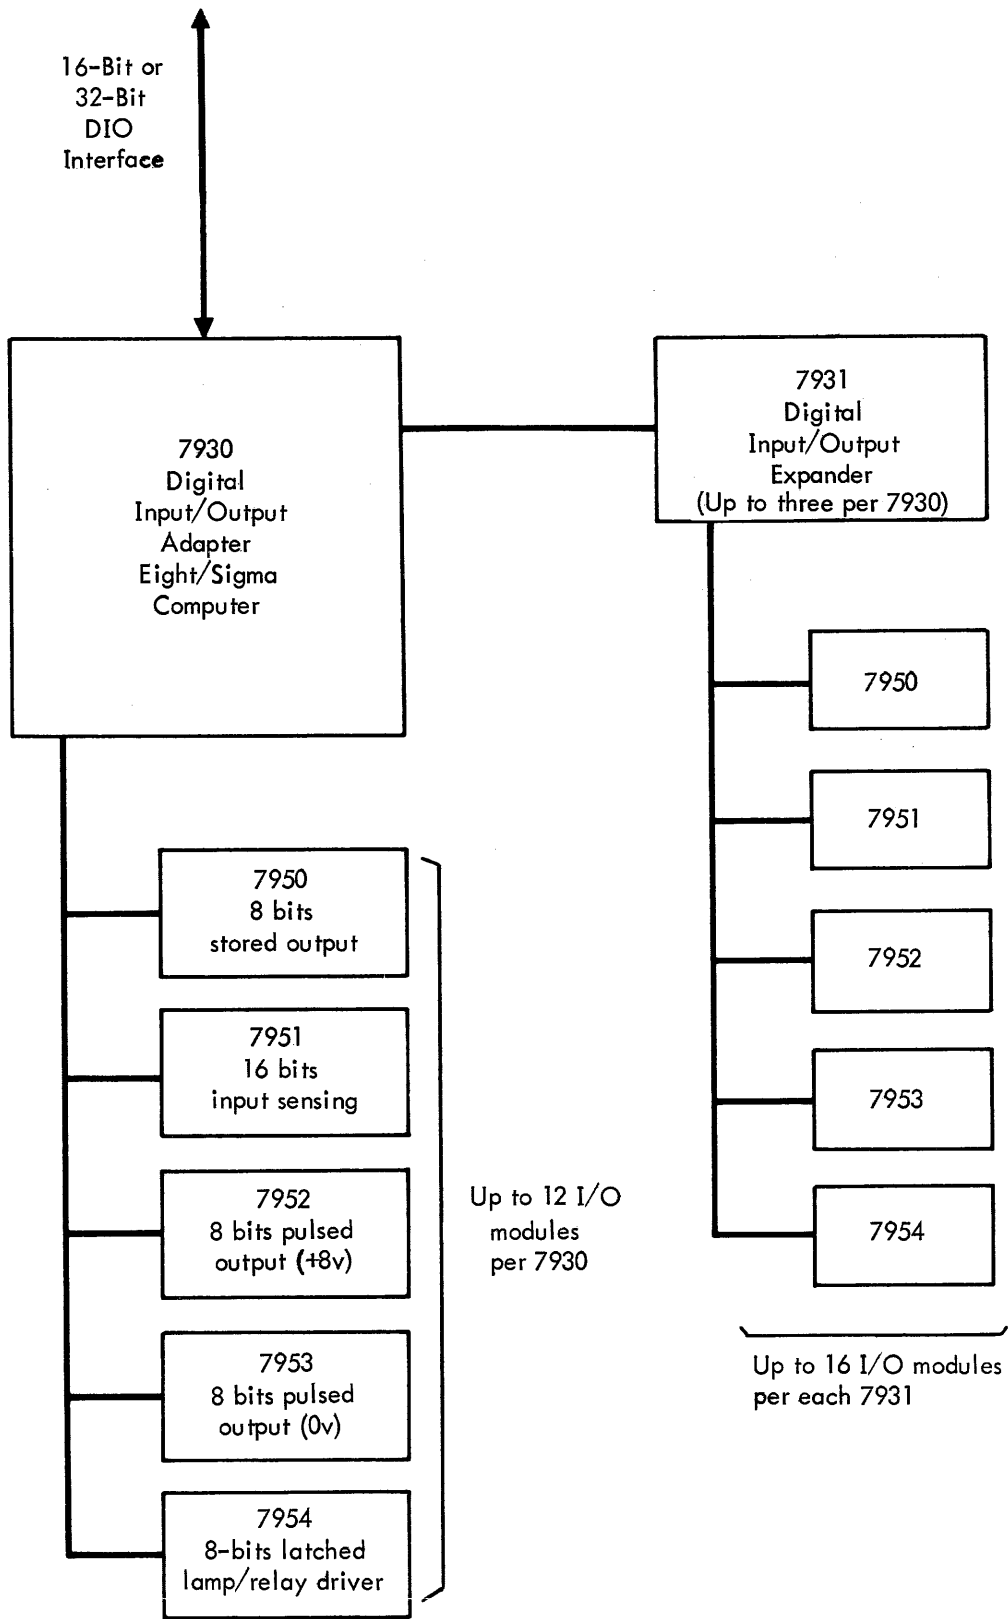 16-Bit or
32-Bit
DIO
Interface
7930
Digital
Input/Output
Adapter
Eight/Sigma
Computer
7931
Digital
Input/Output
Expander
(Up to three per 7930)
7950
8 bits
stored output
7951
16 bits
input sensing
7952
8 bits pulsed
output (+8v)
7953
8 bits pulsed
output (0v)
7954
8-bits latched
lamp/relay driver
Up to 12 I/O
modules
per 7930
7950
7951
7952
7953
7954
Up to 16 I/O modules
per each 7931